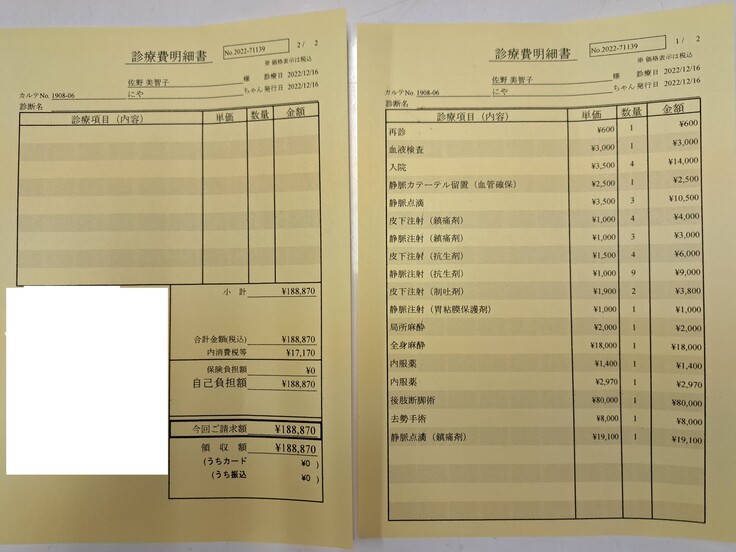 診療費明細書
No.2022-71139
2 / 2
※ 価格表示は税込
佐野 美智子 様 診療日 2022/12/16
カルテNo. 1908-06 にや ちゃん 発行日 2022/12/16
診断名
診療項目（内容） 単価 数量 金額
小 計 ¥188,870
合計金額(税込) ¥188,870
内消費税等 ¥17,170
保険負担額 ¥0
自己負担額 ¥188,870
今回ご請求額 ¥188,870
領 収 額 ¥188,870
(うちカード ¥0 )
(うち振込 ¥0 )
診療費明細書
No.2022-71139
1 / 2
※ 価格表示は税込
佐野 美智子 様 診療日 2022/12/16
カルテNo. 1908-06 にや ちゃん 発行日 2022/12/16
診断名
診療項目（内容） 単価 数量 金額
再診 ¥600 1 ¥600
血液検査 ¥3,000 1 ¥3,000
入院 ¥3,500 4 ¥14,000
静脈カテーテル留置（血管確保） ¥2,500 1 ¥2,500
静脈点滴 ¥3,500 3 ¥10,500
皮下注射（鎮痛剤） ¥1,000 4 ¥4,000
静脈注射（鎮痛剤） ¥1,000 3 ¥3,000
皮下注射（抗生剤） ¥1,500 4 ¥6,000
静脈注射（抗生剤） ¥1,000 9 ¥9,000
皮下注射（制吐剤） ¥1,900 2 ¥3,800
静脈注射（胃粘膜保護剤） ¥1,000 1 ¥1,000
局所麻酔 ¥2,000 1 ¥2,000
全身麻酔 ¥18,000 1 ¥18,000
内服薬 ¥1,400 1 ¥1,400
内服薬 ¥2,970 1 ¥2,970
後肢断脚術 ¥80,000 1 ¥80,000
去勢手術 ¥8,000 1 ¥8,000
静脈点滴（鎮痛剤） ¥19,100 1 ¥19,100